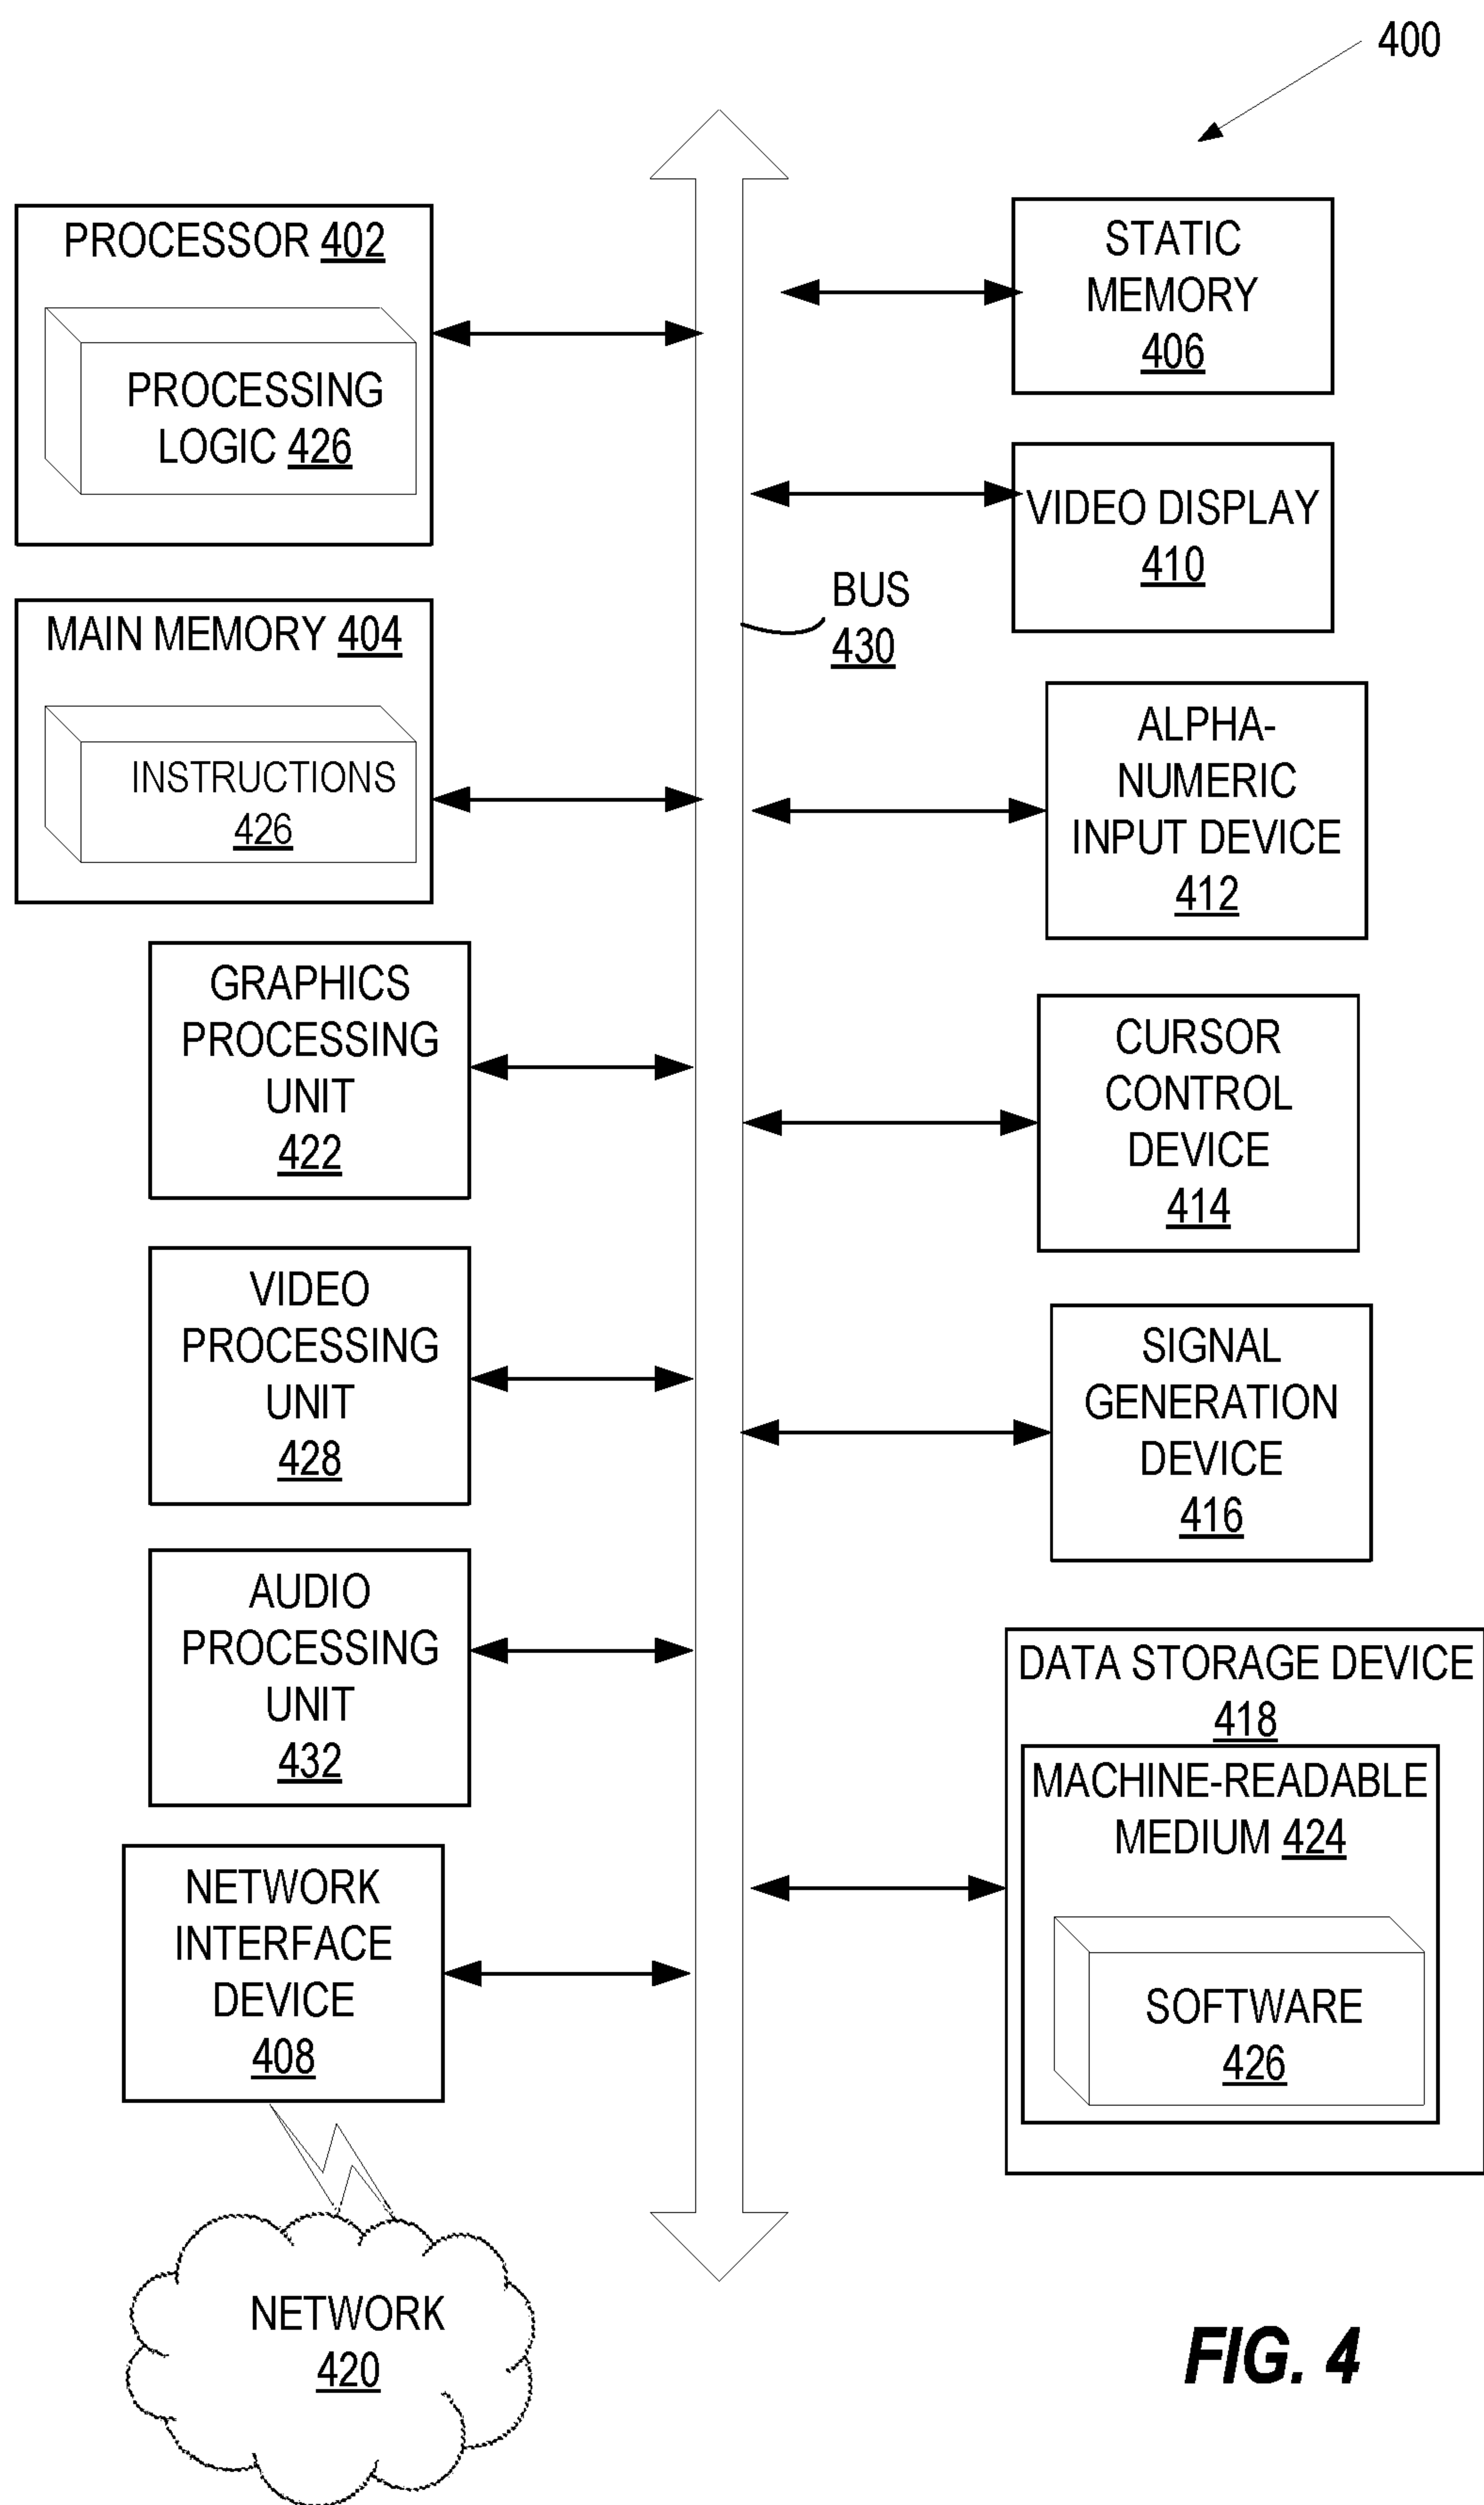 400
PROCESSOR 402
PROCESSING
LOGIC 426
MAIN MEMORY 404
INSTRUCTIONS
426
GRAPHICS
PROCESSING
UNIT
422
VIDEO
PROCESSING
UNIT
428
AUDIO
PROCESSING
UNIT
432
NETWORK
INTERFACE
DEVICE
408
NETWORK
420
BUS
430
STATIC
MEMORY
406
VIDEO DISPLAY
410
ALPHA-
NUMERIC
INPUT DEVICE
412
CURSOR
CONTROL
DEVICE
414
SIGNAL
GENERATION
DEVICE
416
DATA STORAGE DEVICE
418
MACHINE-READABLE
MEDIUM 424
SOFTWARE
426
FIG. 4